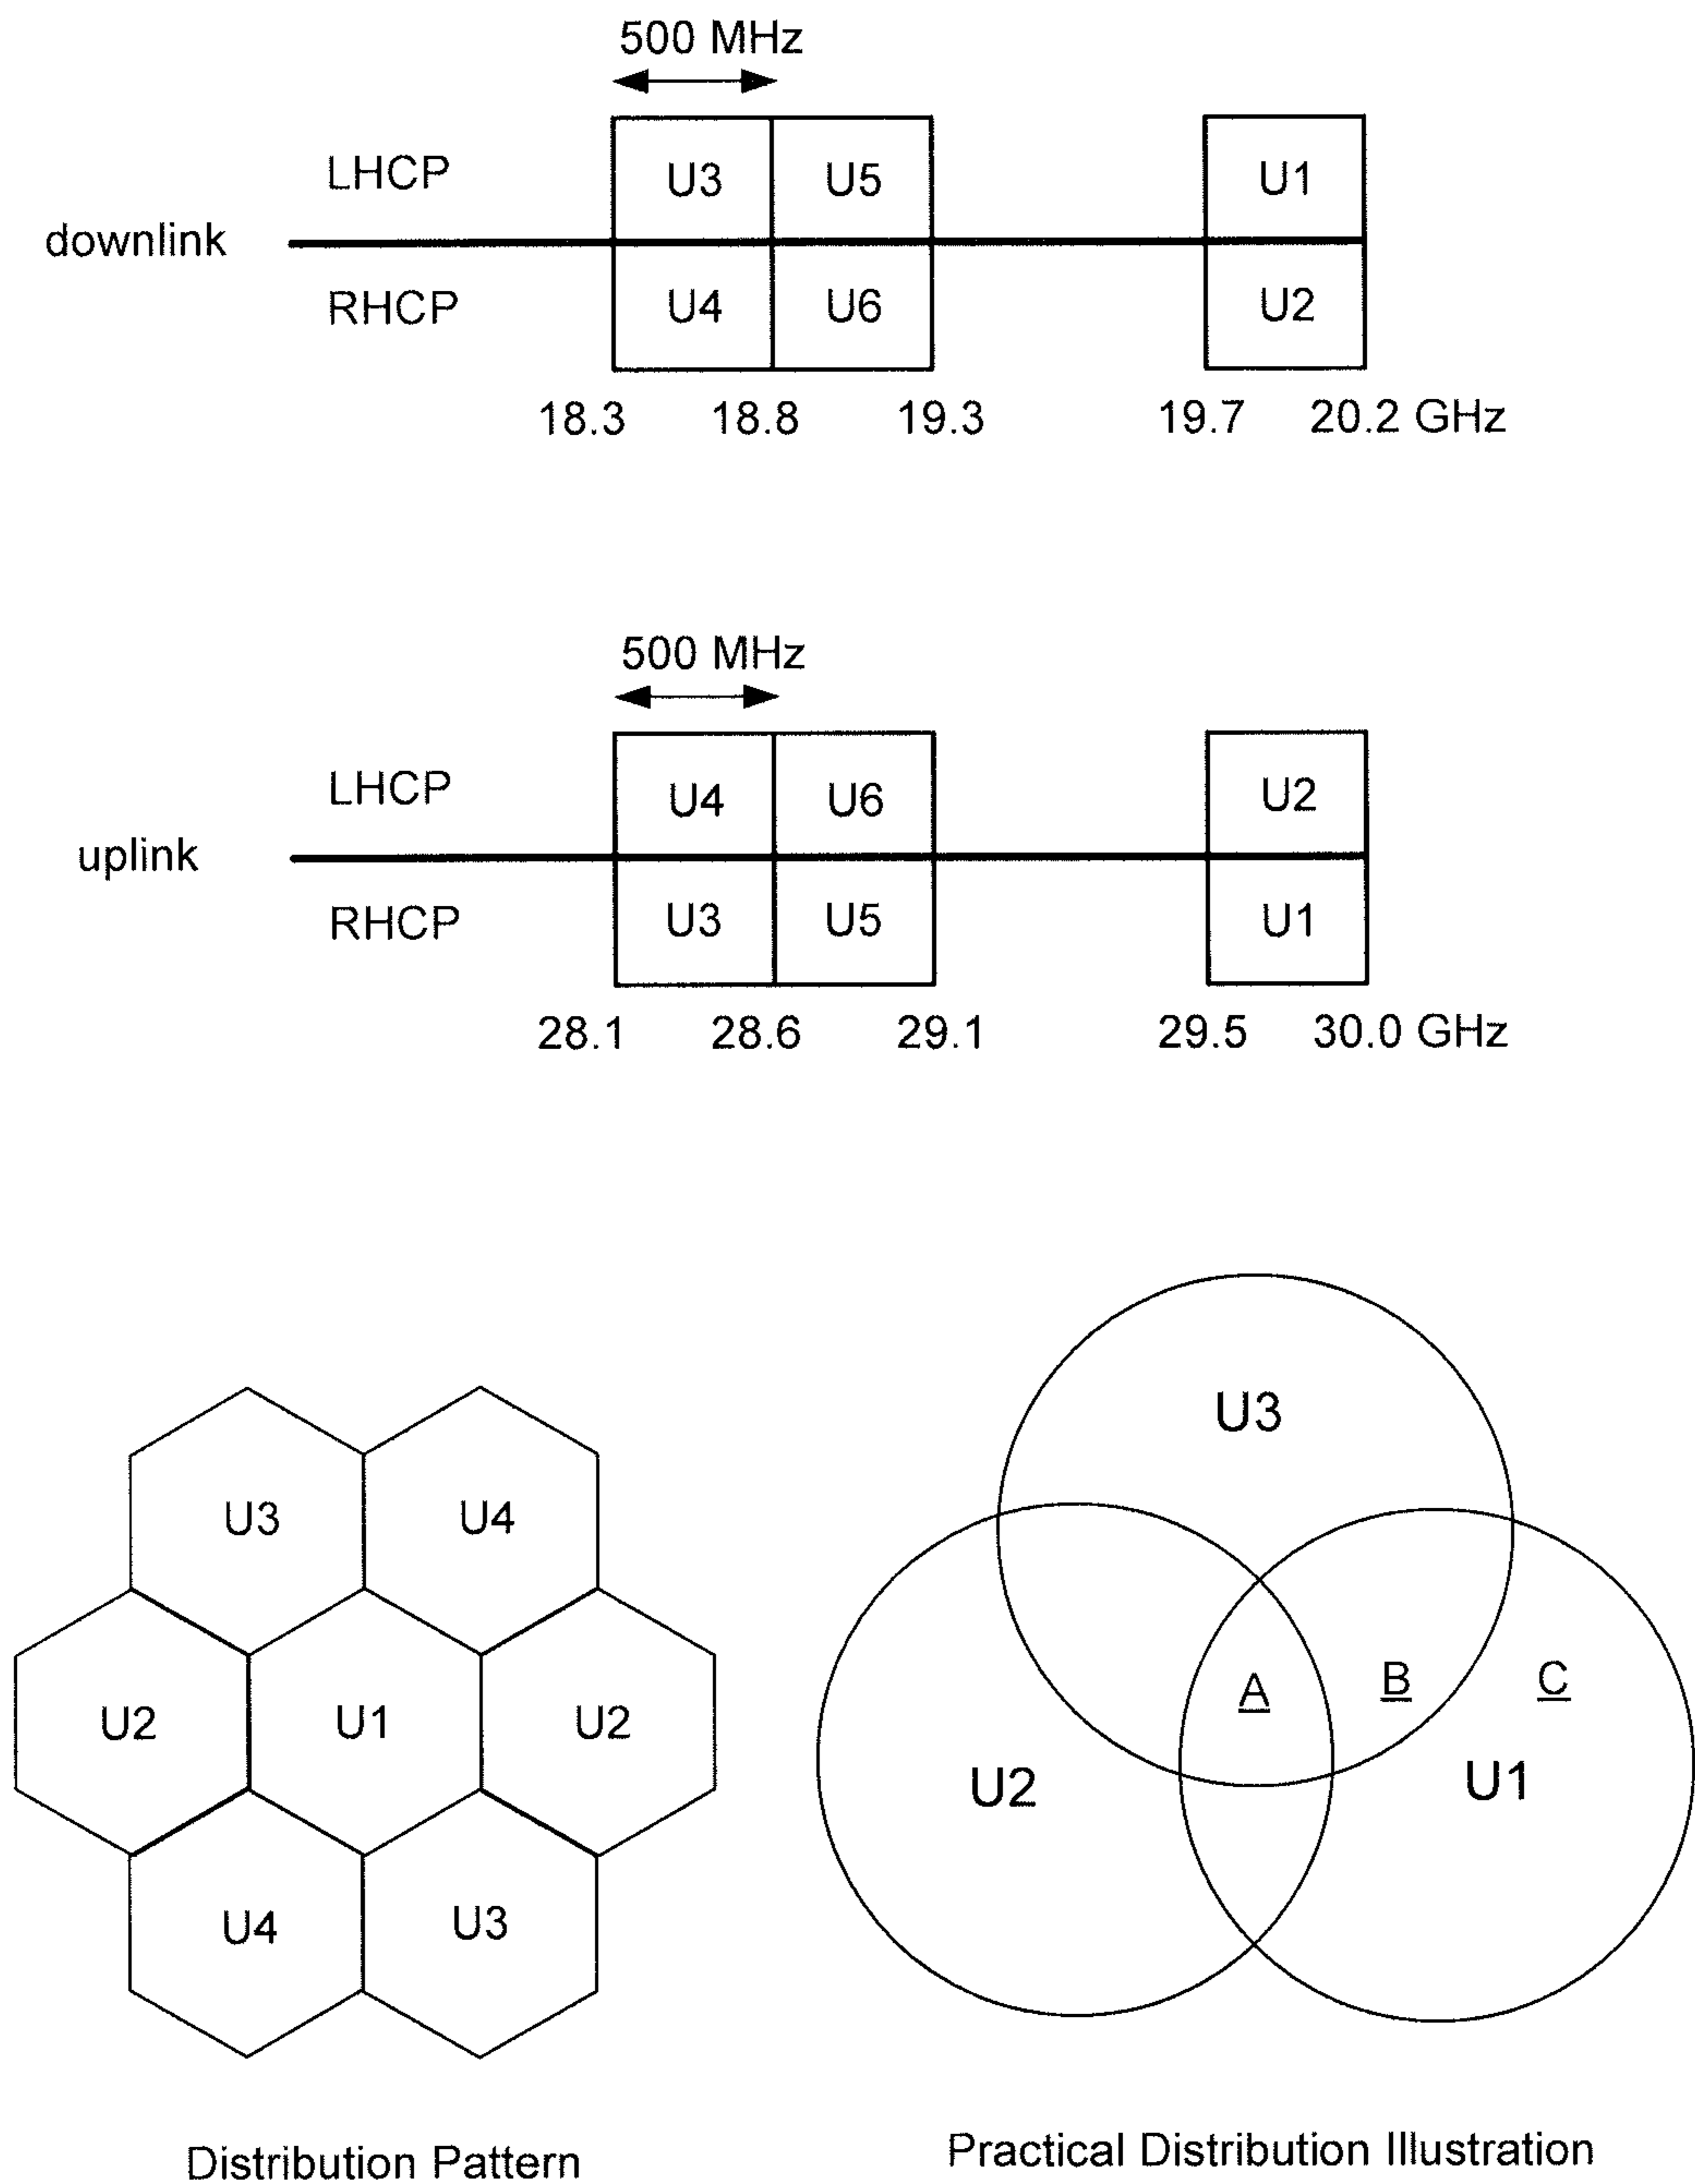 500 MHz
LHCP U3 U5 U1
downlink
RHCP U4 U6 U2
18.3 18.8 19.3 19.7 20.2 GHz
500 MHz
LHCP U4 U6 U2
uplink
RHCP U3 U5 U1
28.1 28.6 29.1 29.5 30.0 GHz
U3 U4
U2 U1 U2
U4 U3
Distribution Pattern
U3
A B C
U2 U1
Practical Distribution Illustration